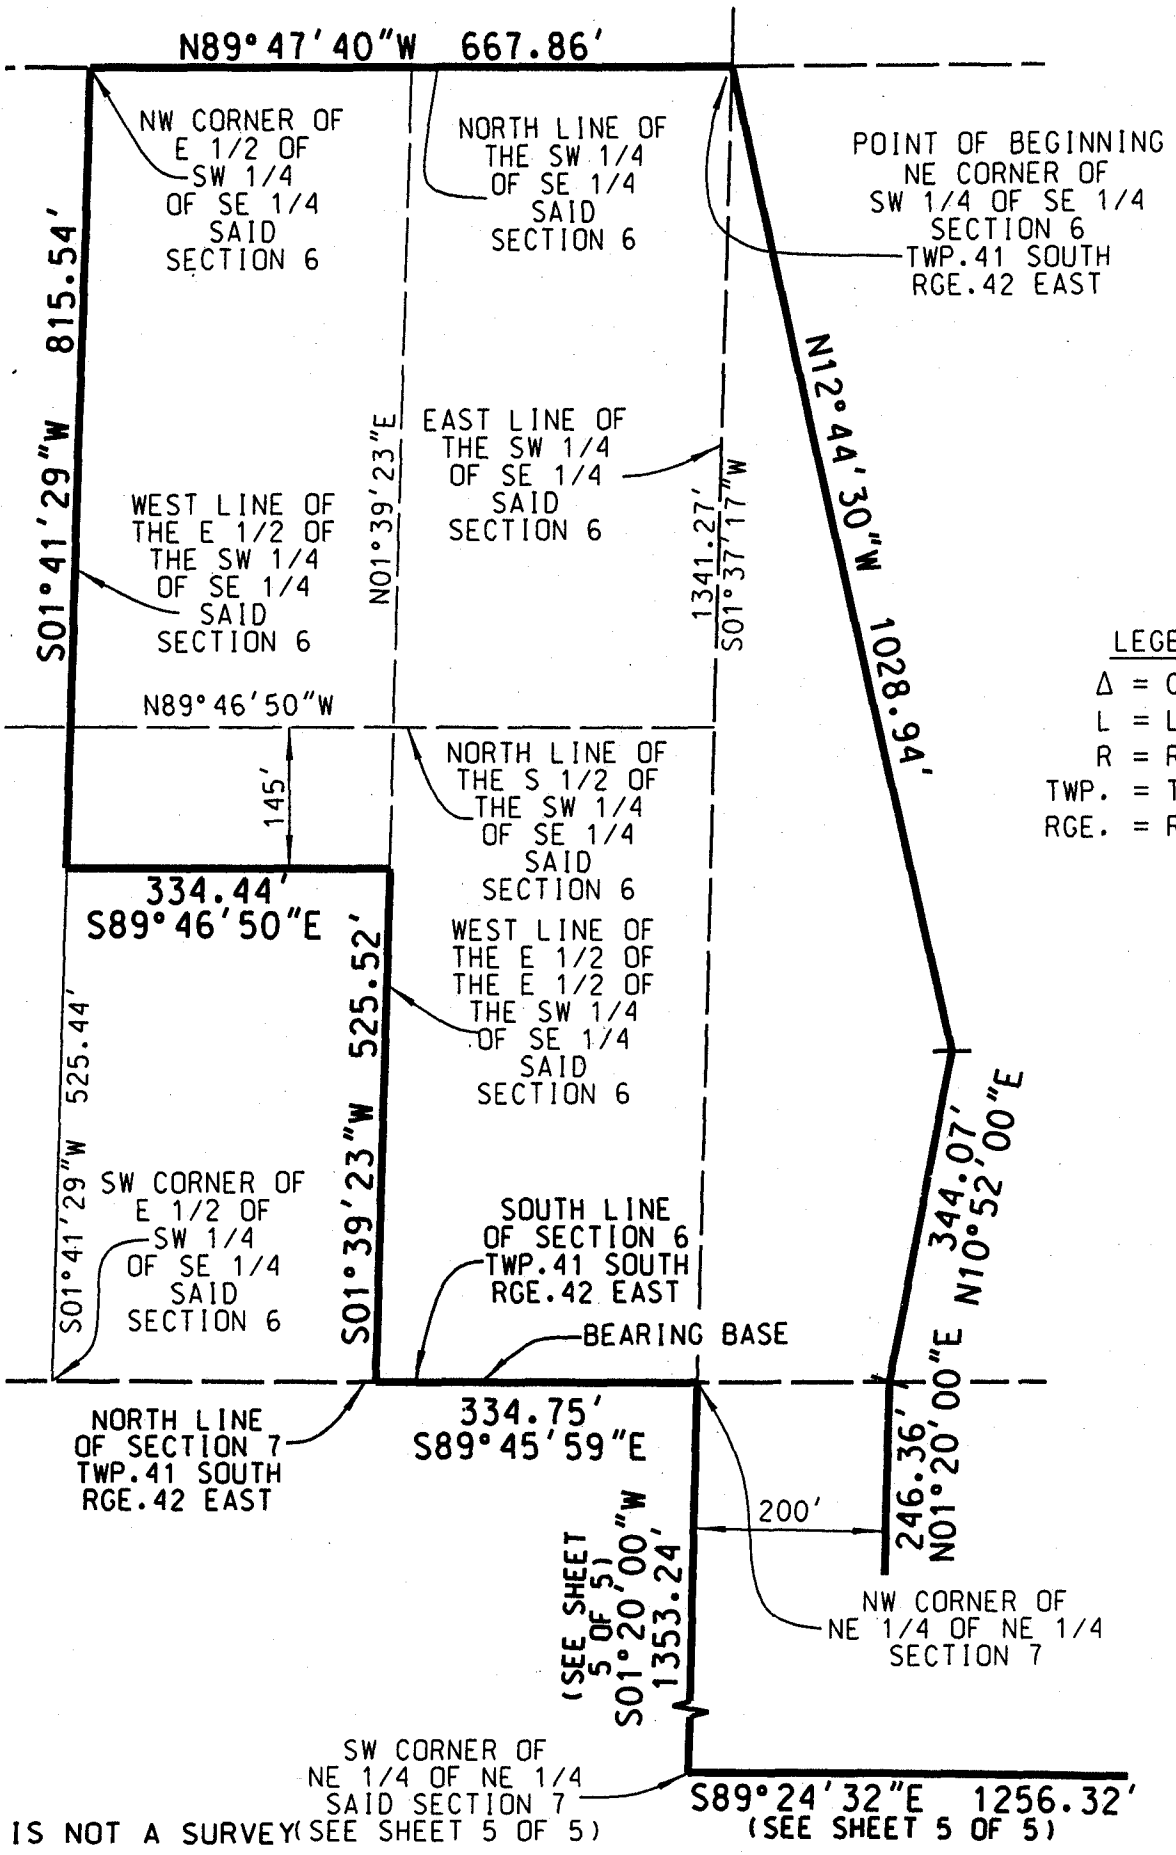 N89°47'40"W 667.86'
NW CORNER OF
E 1/2 OF
SW 1/4
OF SE 1/4
SAID
SECTION 6
NORTH LINE OF
THE SW 1/4
OF SE 1/4
SAID
SECTION 6
POINT OF BEGINNING
NE CORNER OF
SW 1/4 OF SE 1/4
SECTION 6
TWP.41 SOUTH
RGE.42 EAST
S01°41'29"W 815.54'
N01°39'23"E
EAST LINE OF
THE SW 1/4
OF SE 1/4
SAID
SECTION 6
1341.27'
S01°37'17"W
N12°44'30"W 1028.94'
WEST LINE OF
THE E 1/2 OF
THE SW 1/4
OF SE 1/4
SAID
SECTION 6
LEGE
Δ = C
L = L
R = R
TWP. = T
RGE. = R
N89°46'50"W
145'
NORTH LINE OF
THE S 1/2 OF
THE SW 1/4
OF SE 1/4
SAID
SECTION 6
334.44'
S89°46'50"E
WEST LINE OF
THE E 1/2 OF
THE E 1/2 OF
THE SW 1/4
OF SE 1/4
SAID
SECTION 6
S01°41'29"W 525.44'
S01°39'23"W 525.52'
344.07'
N10°52'00"E
SW CORNER OF
E 1/2 OF
SW 1/4
OF SE 1/4
SAID
SECTION 6
SOUTH LINE
OF SECTION 6
TWP.41 SOUTH
RGE.42 EAST
BEARING BASE
NORTH LINE
OF SECTION 7
TWP.41 SOUTH
RGE.42 EAST
334.75'
S89°45'59"E
246.36'
N01°20'00"E
200'
(SEE SHEET
5 OF 5)
S01°20'00"W
1353.24'
NW CORNER OF
NE 1/4 OF NE 1/4
SECTION 7
SW CORNER OF
NE 1/4 OF NE 1/4
SAID SECTION 7
(SEE SHEET 5 OF 5)
S89°24'32"E 1256.32'
(SEE SHEET 5 OF 5)
IS NOT A SURVEY